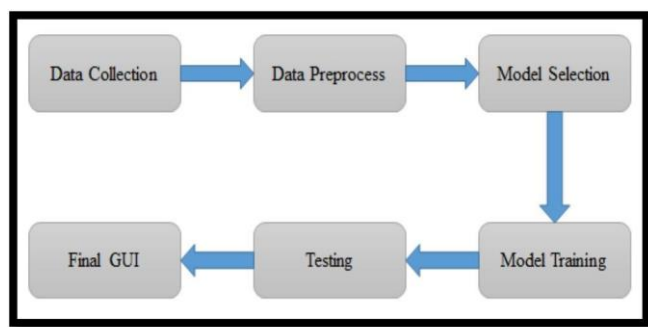 Data Collection
Data Preprocess
Model Selection
Model Training
Testing
Final GUI